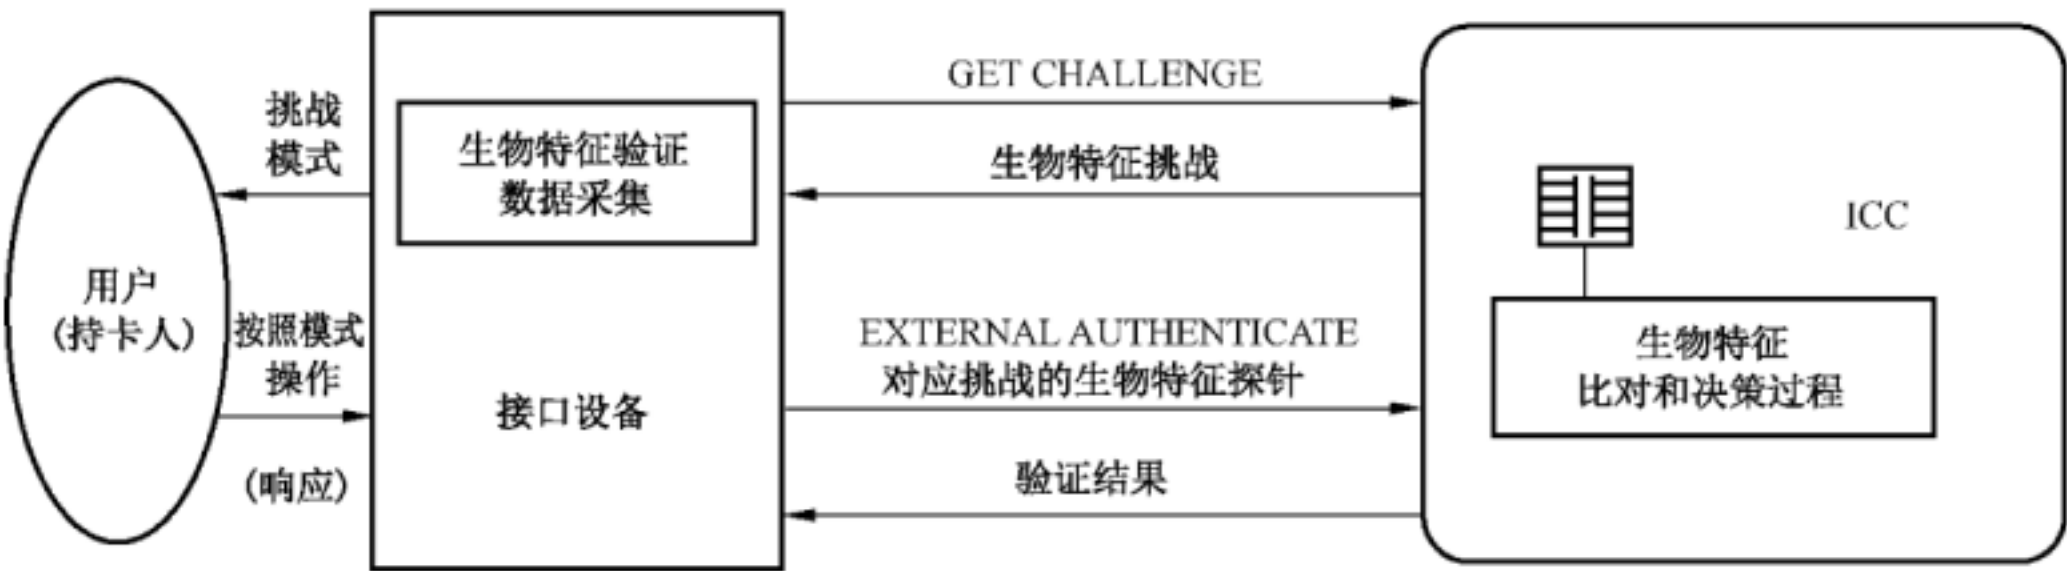 用户
(持卡人)
挑战
模式
按照模式
操作
(响应)
生物特征验证
数据采集
接口设备
GET CHALLENGE
生物特征挑战
EXTERNAL AUTHENTICATE
对应挑战的生物特征探针
验证结果
ICC
生物特征
比对和决策过程